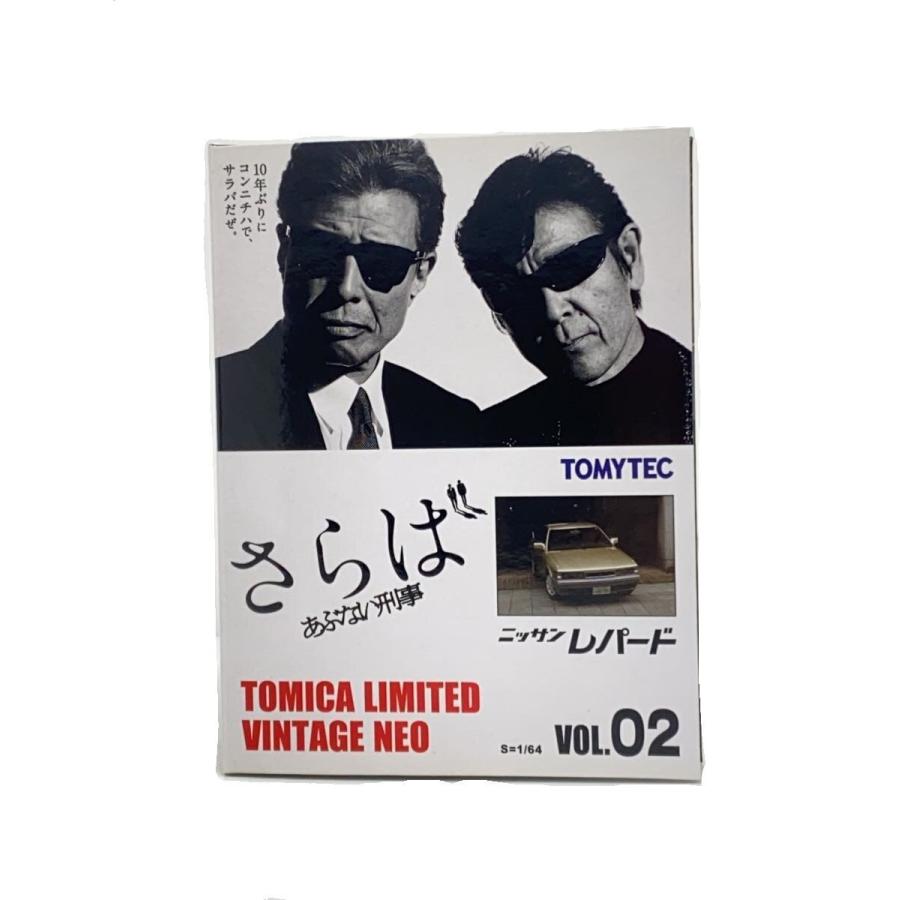 10年ぶりに
コンニチハで、
サラバだぜ。
TOMYTEC
さらば
あぶない刑事
ニッサン レパード
TOMICA LIMITED
VINTAGE NEO
S=1/64 VOL.02